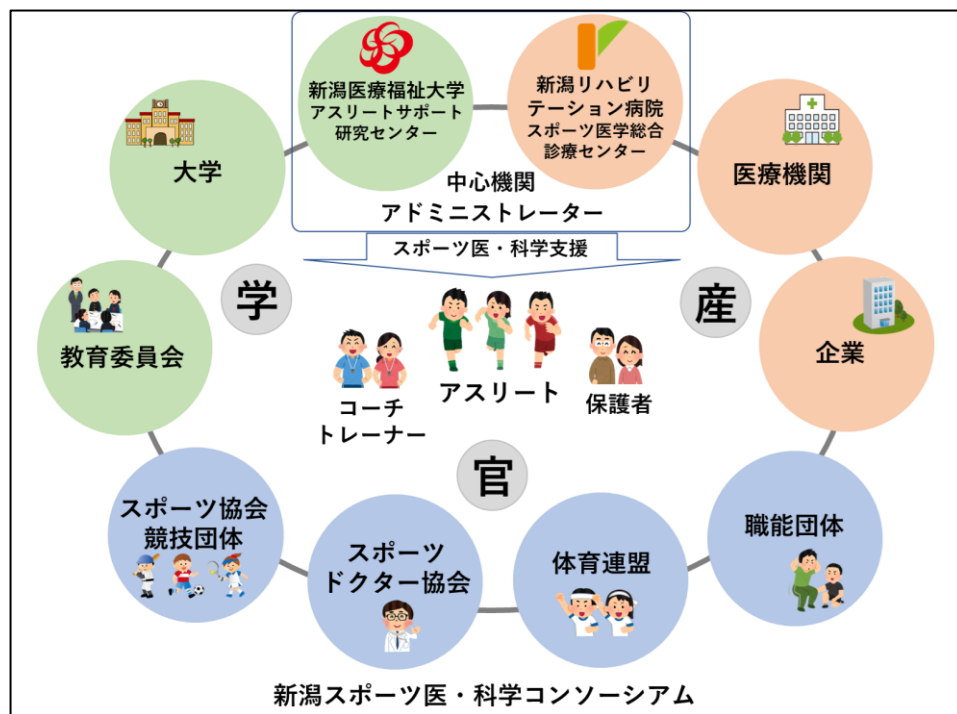 新潟医療福祉大学
アスリートサポート
研究センター
新潟リハビリ
テーション病院
スポーツ医学総合
診療センター
大学
医療機関
中心機関
アドミニストレーター
スポーツ医・科学支援
学
産
教育委員会
企業
アスリート
コーチ
トレーナー
保護者
官
スポーツ協会
競技団体
スポーツ
ドクター協会
体育連盟
職能団体
新潟スポーツ医・科学コンソーシアム